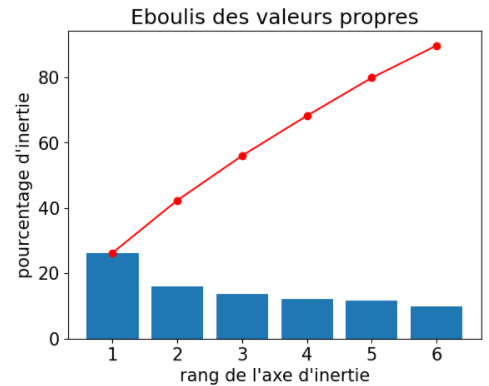 Eboulis des valeurs propres
pourcentage d'inertie
80
60
40
20
0
1 2 3 4 5 6
rang de l'axe d'inertie